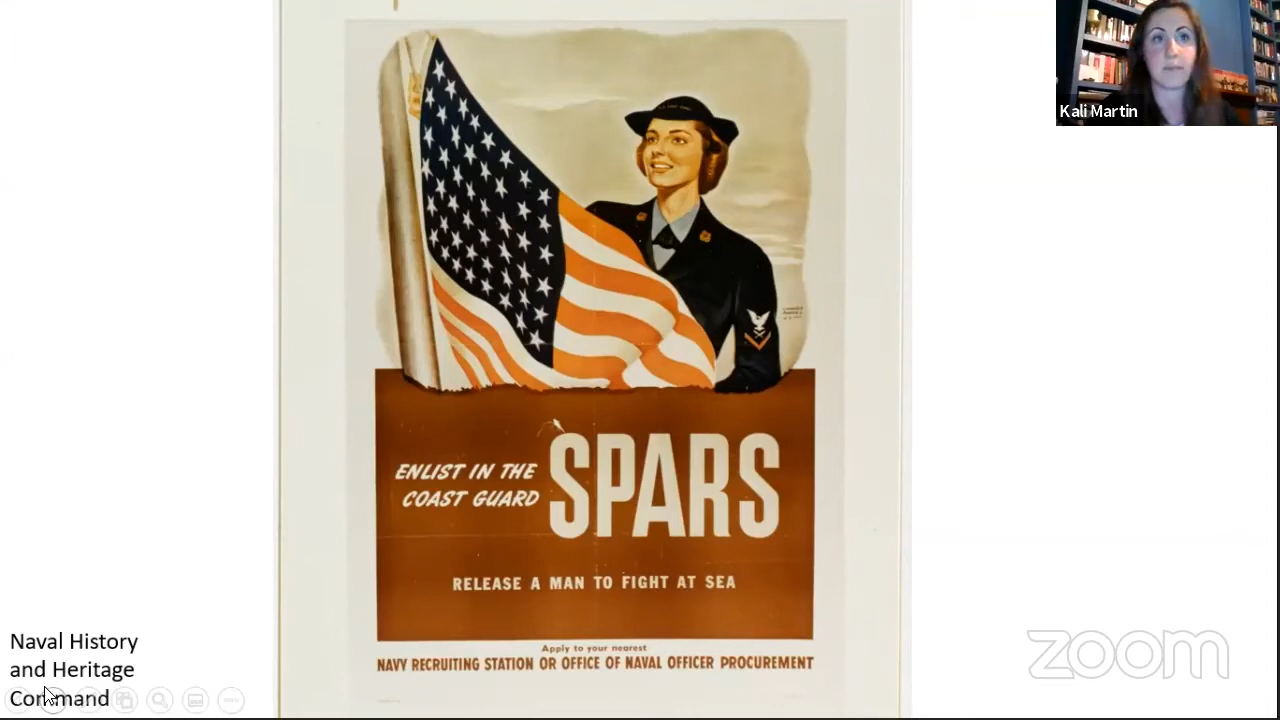 Kali Martin
ENLIST IN THE
COAST GUARD
SPARS
RELEASE A MAN TO FIGHT AT SEA
Apply to your nearest
NAVY RECRUITING STATION OR OFFICE OF NAVAL OFFICER PROCUREMENT
Naval History
and Heritage
Command
zoom